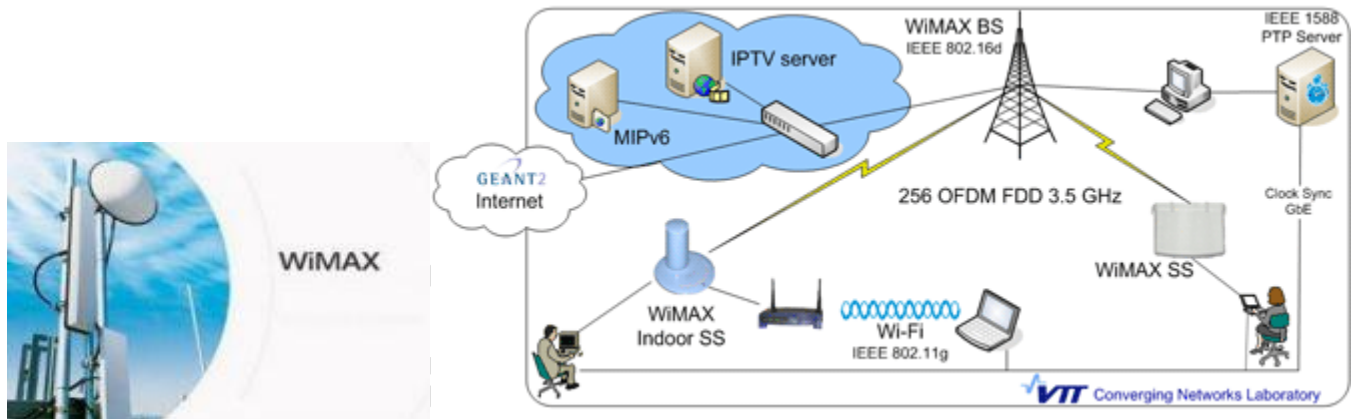 WiMAX
IPTV server
MIPv6
GEANT2
Internet
WiMAX BS
IEEE 802.16d
IEEE 1588
PTP Server
256 OFDM FDD 3.5 GHz
Clock Sync
GbE
WiMAX SS
WiMAX
Indoor SS
Wi-Fi
IEEE 802.11g
VTT Converging Networks Laboratory